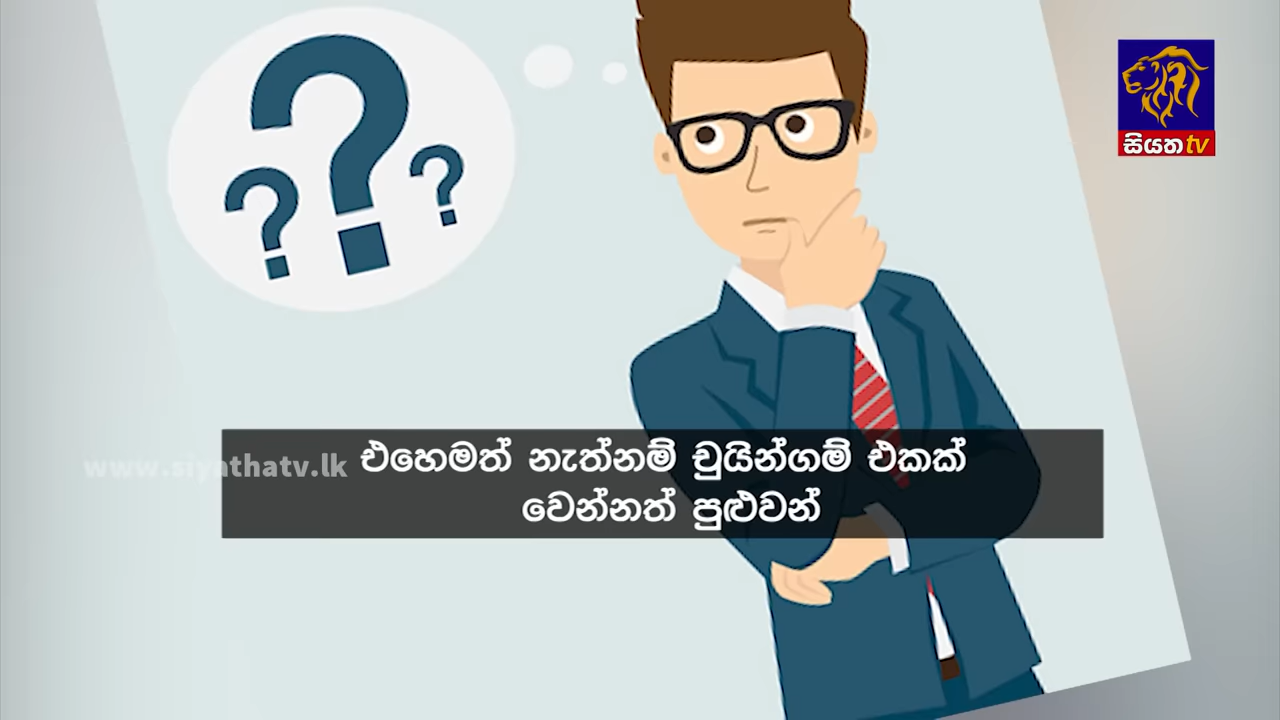 සියත tv
www.siyathatv.lk
එහෙමත් නැත්නම් චුයින්ගම් එකක්
වෙන්නත් පුළුවන්